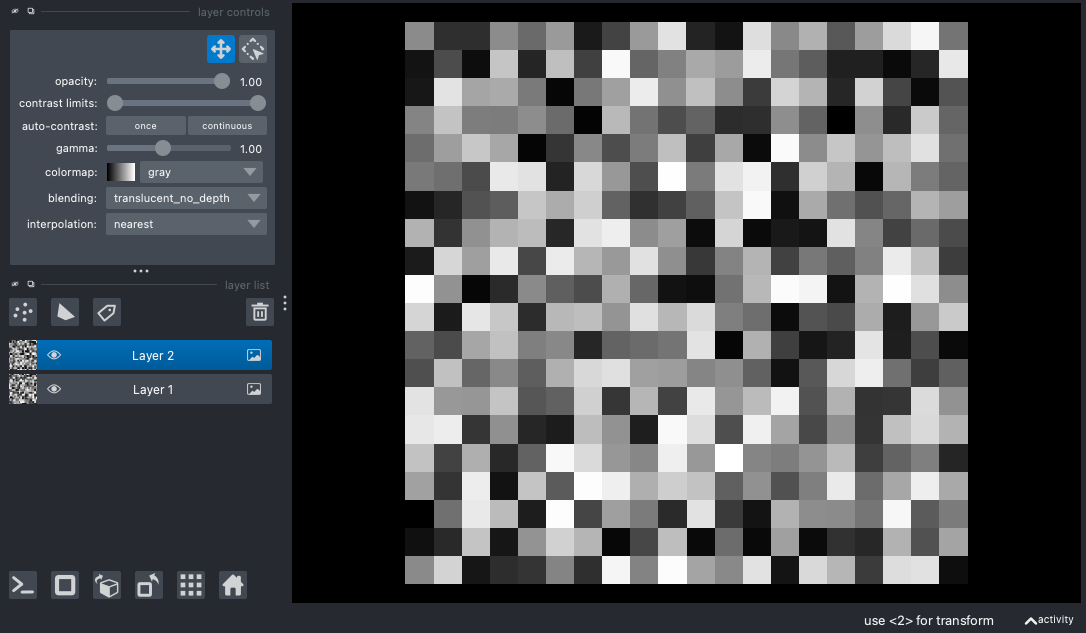 layer controls
opacity: 1.00
contrast limits:
auto-contrast: once continuous
gamma: 1.00
colormap: gray
blending: translucent_no_depth
interpolation: nearest
layer list
Layer 2
Layer 1
use <2> for transform activity